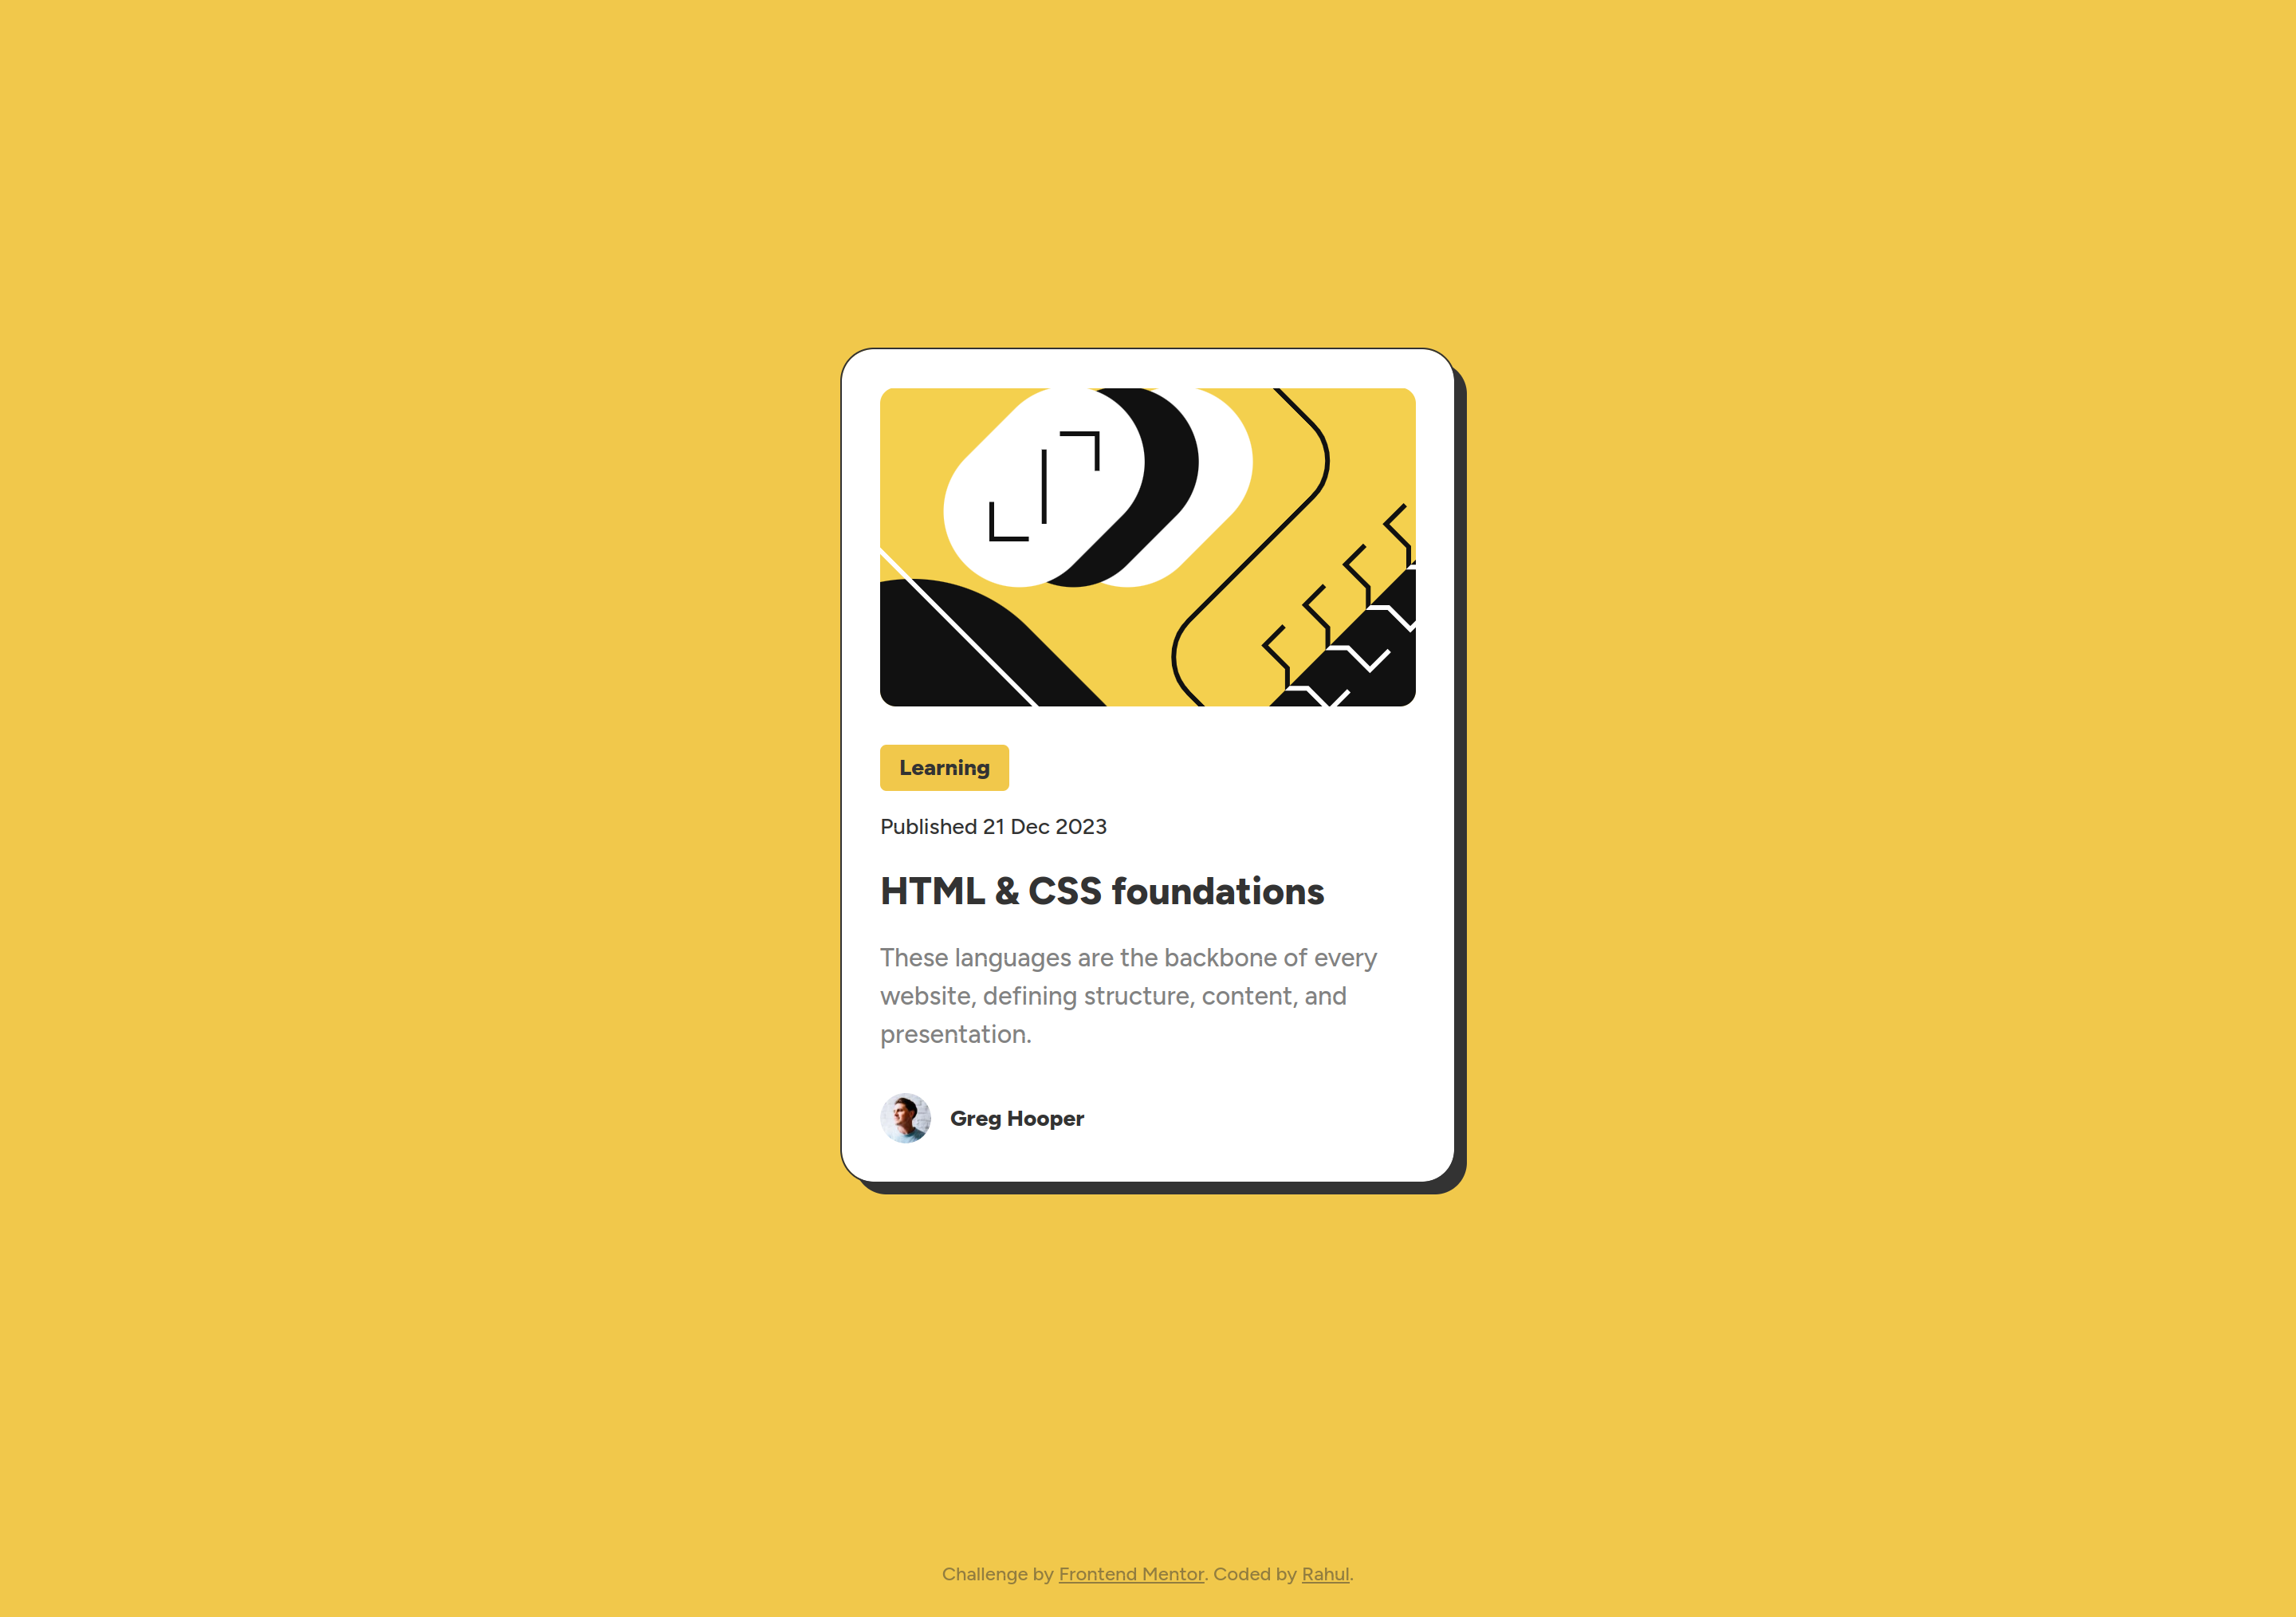 Learning
Published 21 Dec 2023
HTML & CSS foundations
These languages are the backbone of every
website, defining structure, content, and
presentation.
Greg Hooper
Challenge by Frontend Mentor. Coded by Rahul.